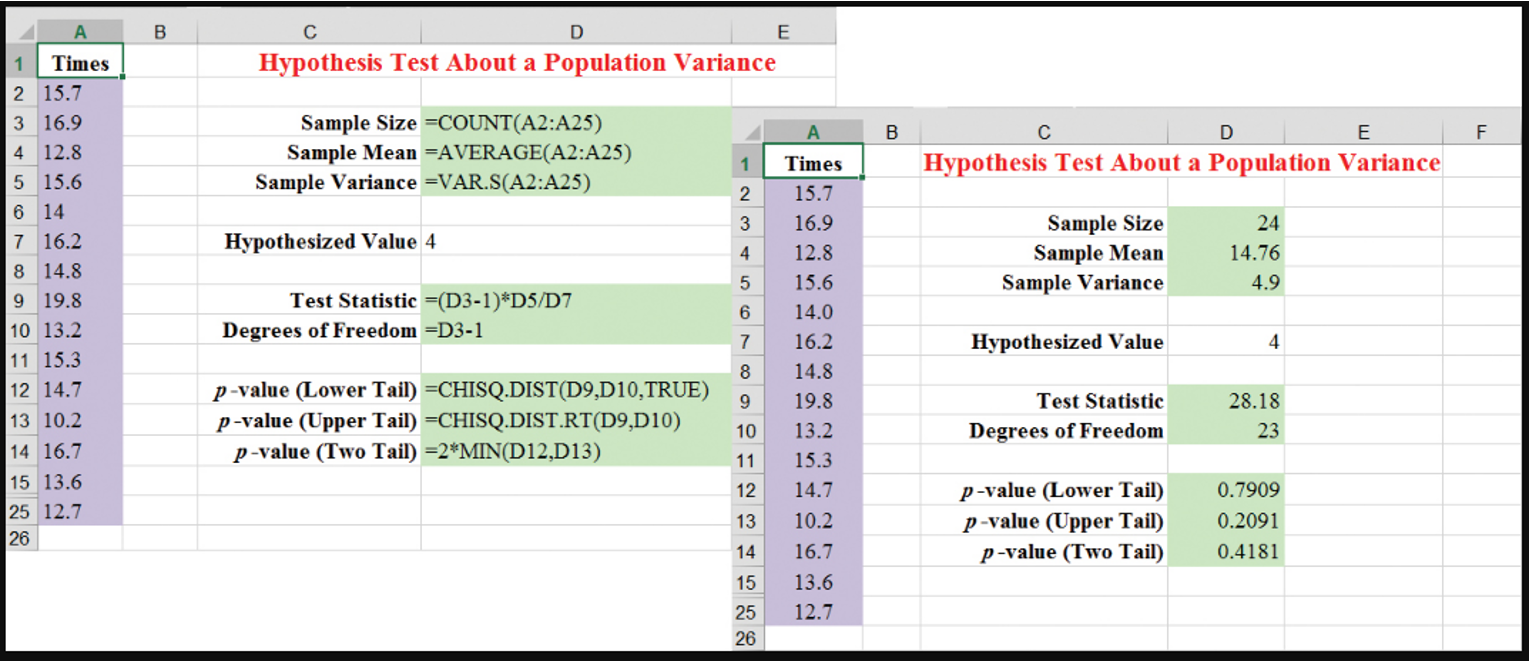 A B C D E
1 Times Hypothesis Test About a Population Variance
2 15.7
3 16.9 Sample Size =COUNT(A2:A25)
4 12.8 Sample Mean =AVERAGE(A2:A25)
5 15.6 Sample Variance =VAR.S(A2:A25)
6 14
7 16.2 Hypothesized Value 4
8 14.8
9 19.8 Test Statistic =(D3-1)*D5/D7
10 13.2 Degrees of Freedom =D3-1
11 15.3
12 14.7 p-value (Lower Tail) =CHISQ.DIST(D9,D10,TRUE)
13 10.2 p-value (Upper Tail) =CHISQ.DIST.RT(D9,D10)
14 16.7 p-value (Two Tail) =2*MIN(D12,D13)
15 13.6
25 12.7
26
A B C D E F
1 Times Hypothesis Test About a Population Variance
2 15.7
3 16.9 Sample Size 24
4 12.8 Sample Mean 14.76
5 15.6 Sample Variance 4.9
6 14.0
7 16.2 Hypothesized Value 4
8 14.8
9 19.8 Test Statistic 28.18
10 13.2 Degrees of Freedom 23
11 15.3
12 14.7 p-value (Lower Tail) 0.7909
13 10.2 p-value (Upper Tail) 0.2091
14 16.7 p-value (Two Tail) 0.4181
15 13.6
25 12.7
26